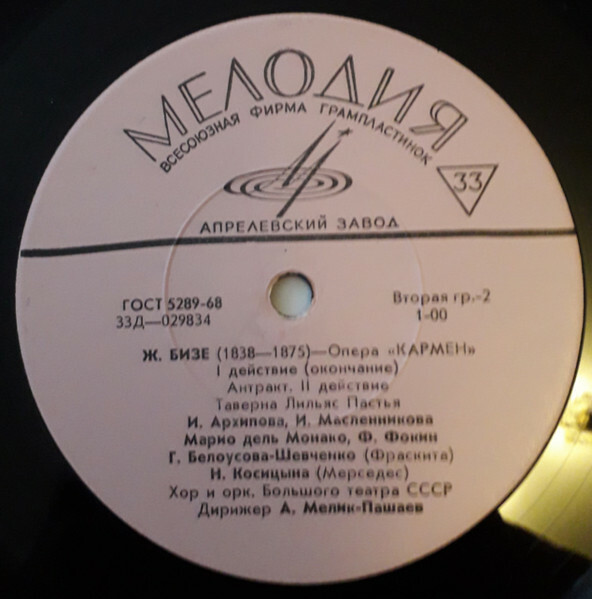 МЕЛОДИЯ
ВСЕСОЮЗНАЯ ФИРМА ГРАМПЛАСТИНОК
33
АПРЕЛЕВСКИЙ ЗАВОД
ГОСТ 5289-68
Вторая гр.-2
33Д—029834
1-00
Ж. БИЗЕ (1838—1875)—Опера «КАРМЕН»
I действие (окончание)
Антракт. II действие
Таверна Лильяс Пастья
И. Архипова, И. Масленникова
Марио дель Монако, Ф. Фокин
Г. Белоусова-Шевченко (Фраскита)
Н. Косицына (Мерседес)
Хор и орк. Большого театра СССР
Дирижер А. Мелик-Пашаев